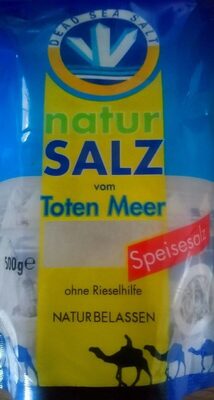 DEAD SEA SALT
natur
SALZ
vom
Toten Meer
Speisesalz
500g℮
ohne Rieselhilfe
NATURBELASSEN